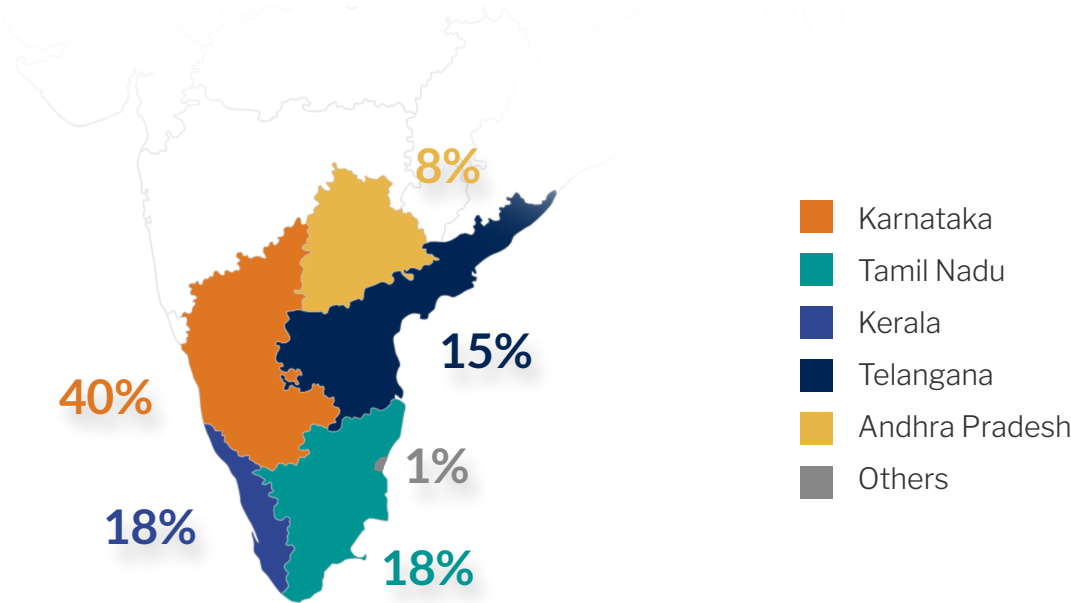 8%
15%
40%
1%
18%
18%
Karnataka
Tamil Nadu
Kerala
Telangana
Andhra Pradesh
Others